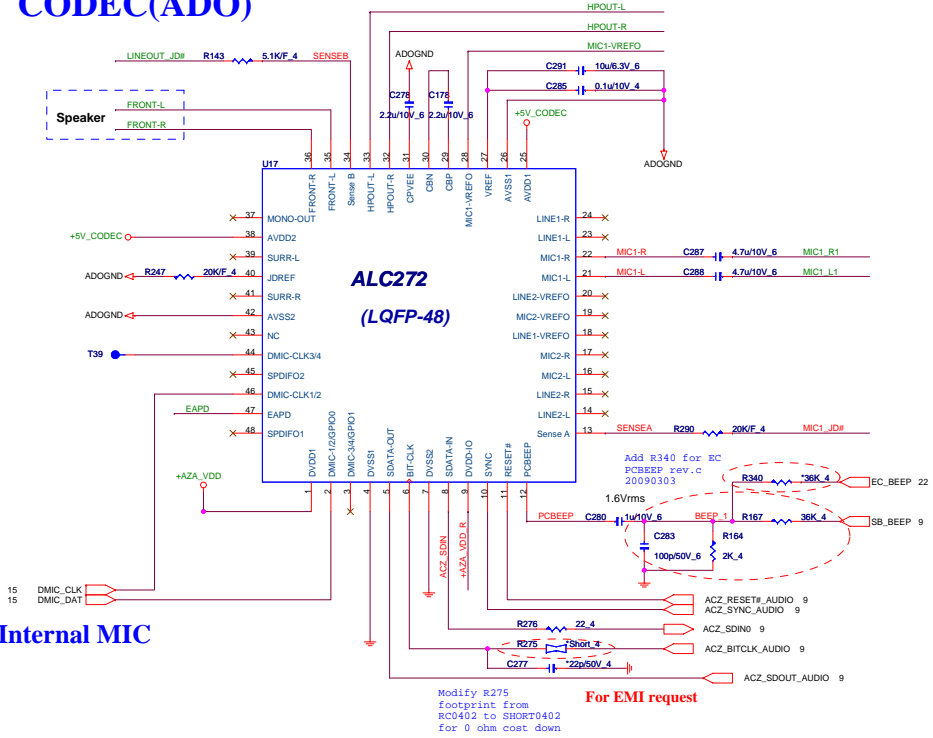 CODEC(ADO)
HPOUT-L
HPOUT-R
MIC1-VREFO
LINEOUT_JD# R143 5.1K/F_4 SENSEB
ADOGND
C291 10u/6.3V_6
C285 0.1u/10V_4
C278 C178
2.2u/10V_6 2.2u/10V_6
+5V_CODEC
ADOGND
Speaker
FRONT-L
FRONT-R
U17
36 35 34 33 32 31 30 29 28 27 26 25
FRONT-R
FRONT-L
Sense B
HPOUT-L
HPOUT-R
CPVEE
CBN
CBP
MIC1-VREFO
VREF
AVSS1
AVDD1
37 MONO-OUT
+5V_CODEC 38 AVDD2
39 SURR-L
ADOGND R247 20K/F_4 40 JDREF
41 SURR-R
ADOGND 42 AVSS2
43 NC
T39 44 DMIC-CLK3/4
45 SPDIFO2
46 DMIC-CLK1/2
EAPD 47 EAPD
48 SPDIFO1
ALC272
(LQFP-48)
LINE1-R 24
LINE1-L 23
MIC1-R 22 MIC1-R C287 4.7u/10V_6 MIC1_R1
MIC1-L 21 MIC1-L C288 4.7u/10V_6 MIC1_L1
LINE2-VREFO 20
MIC2-VREFO 19
LINE1-VREFO 18
MIC2-R 17
MIC2-L 16
LINE2-R 15
LINE2-L 14
Sense A 13 SENSEA R290 20K/F_4 MIC1_JD#
DVDD1
DMIC-1/2/GPIO0
DMIC-3/4/GPIO1
DVSS1
SDATA-OUT
BIT-CLK
DVSS2
SDATA-IN
DVDD-IO
SYNC
RESET#
PCBEEP
1 2 3 4 5 6 7 8 9 10 11 12
+AZA_VDD
ACZ_SDIN
+AZA_VDD_R
Add R340 for EC
PCBEEP rev.c
20090303
1.6Vrms
R340 *36K_4 EC_BEEP 22
PCBEEP C280 1u/10V_6 BEEP_1 R167 36K_4 SB_BEEP 9
C283
100p/50V_6
R164
2K_4
15 DMIC_CLK
15 DMIC_DAT
Internal MIC
ACZ_RESET#_AUDIO 9
ACZ_SYNC_AUDIO 9
R276 22_4 ACZ_SDIN0 9
R275 *Short_4 ACZ_BITCLK_AUDIO 9
C277 *22p/50V_4
ACZ_SDOUT_AUDIO 9
Modify R275
footprint from
RC0402 to SHORT0402
for 0 ohm cost down
For EMI request